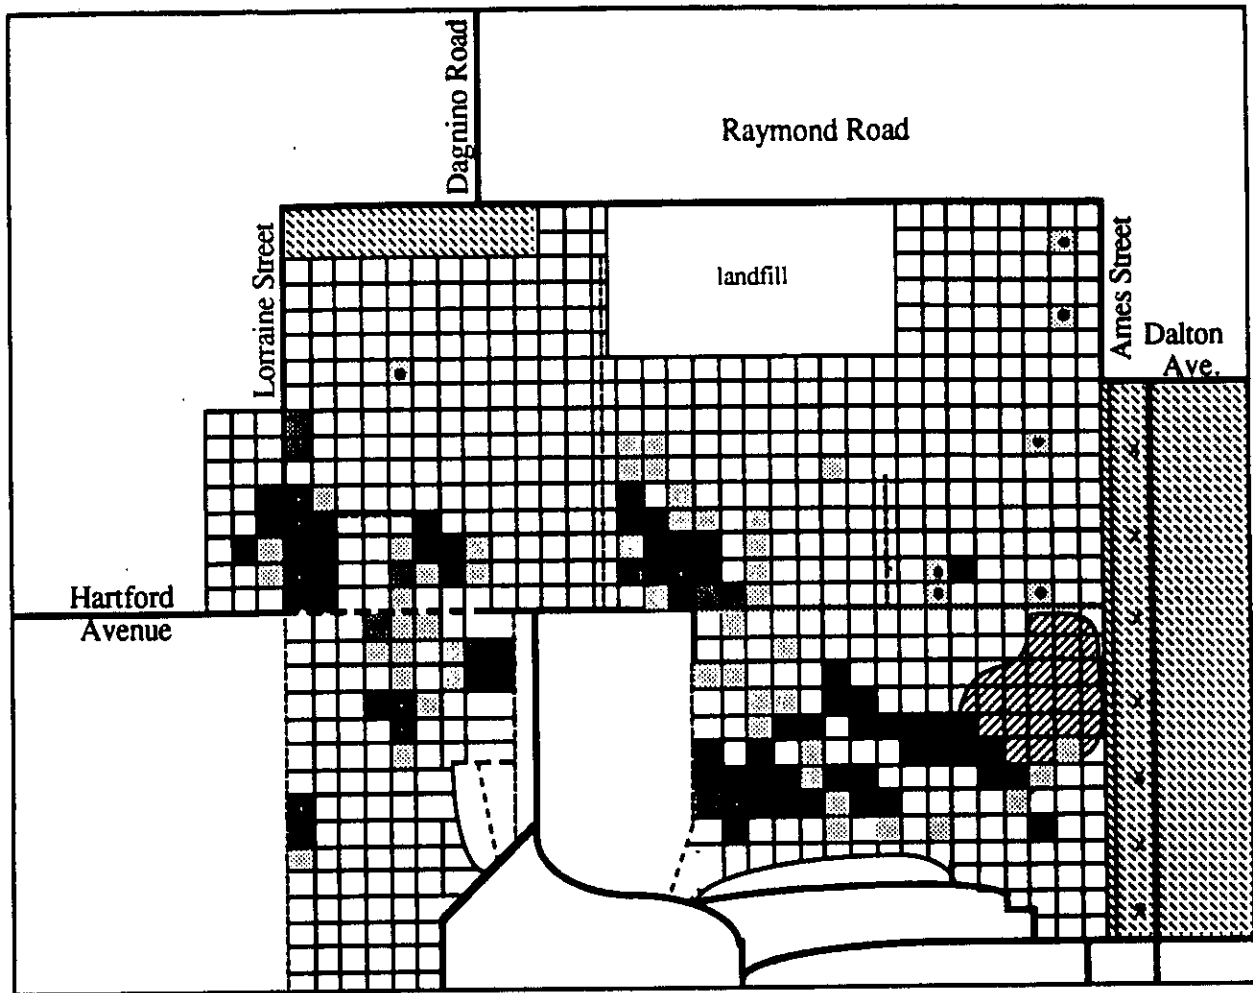 Dagnino Road
Raymond Road
Lorraine Street
landfill
Ames Street
Dalton
Ave.
Hartford
Avenue